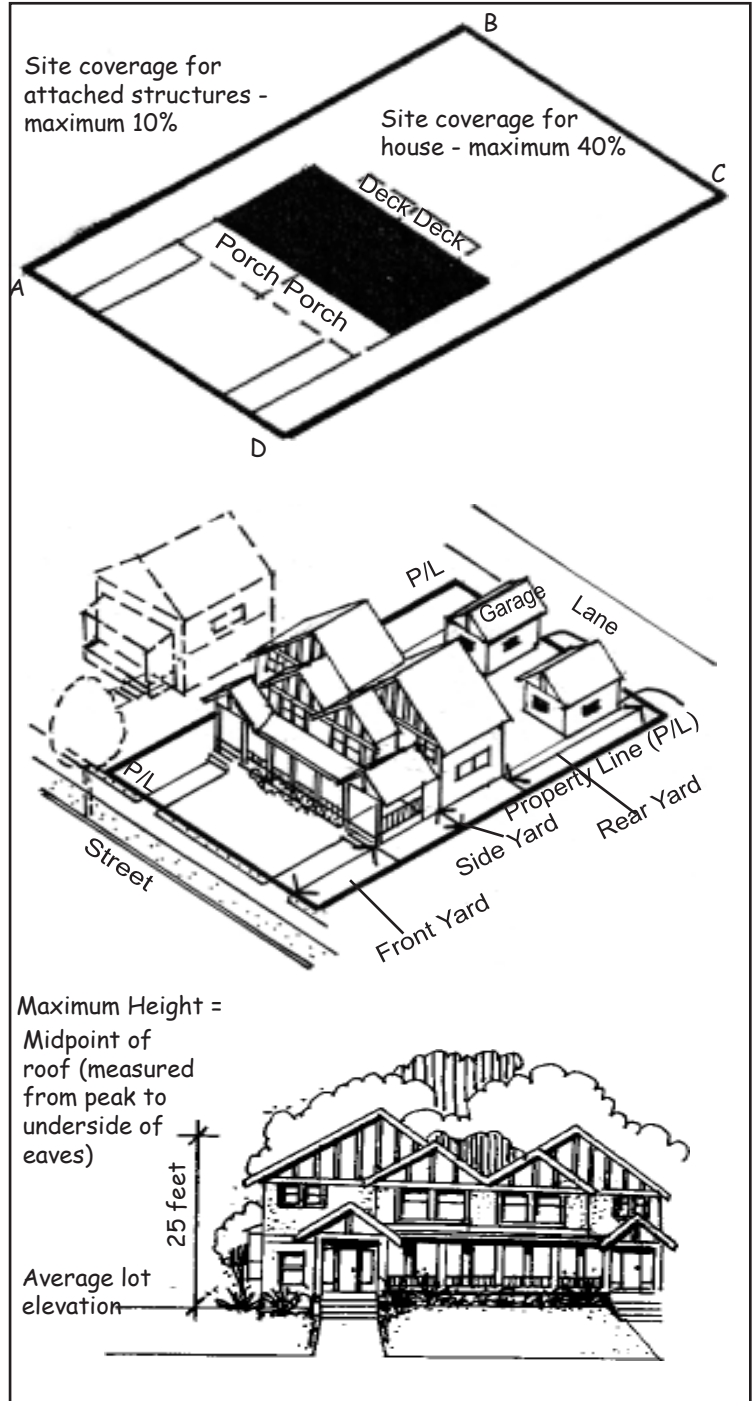 B
Site coverage for
attached structures -
maximum 10%
Site coverage for
house - maximum 40%
C
Deck Deck
Porch Porch
A
D
P/L
Garage
Lane
P/L
Property Line (P/L)
Rear Yard
Side Yard
Street
Front Yard
Maximum Height =
Midpoint of
roof (measured
from peak to
underside of
eaves)
25 feet
Average lot
elevation